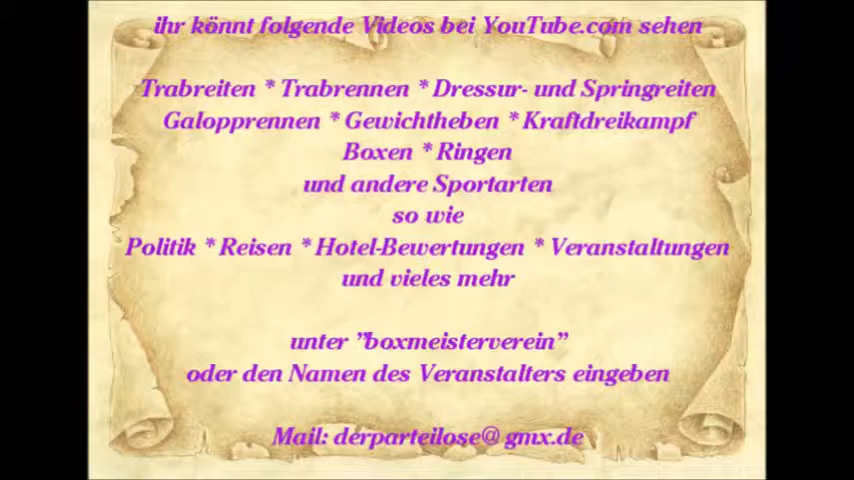 ihr könnt folgende Videos bei YouTube.com sehen
Trabreiten * Trabrennen * Dressur- und Springreiten
Galopprennen * Gewichtheben * Kraftdreikampf
Boxen * Ringen
und andere Sportarten
so wie
Politik * Reisen * Hotel-Bewertungen * Veranstaltungen
und vieles mehr
unter "boxmeisterverein"
oder den Namen des Veranstalters eingeben
Mail: derparteilose@gmx.de